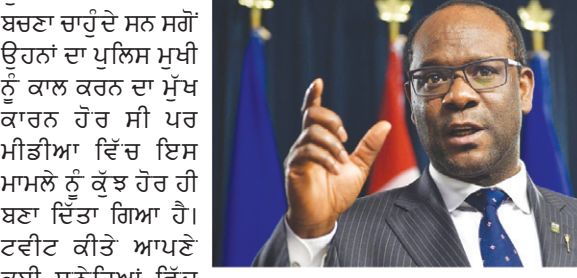 ਬਚਣਾ ਚਾਹੁੰਦੇ ਸਨ ਸਗੋਂ
ਉਹਨਾਂ ਦਾ ਪੁਲਿਸ ਮੁਖੀ
ਨੂੰ ਕਾਲ ਕਰਨ ਦਾ ਮੁੱਖ
ਕਾਰਨ ਹੋਰ ਸੀ ਪਰ
ਮੀਡੀਆ ਵਿੱਚ ਇਸ
ਮਾਮਲੇ ਨੂੰ ਕੁੱਝ ਹੋਰ ਹੀ
ਬਣਾ ਦਿੱਤਾ ਗਿਆ ਹੈ।
ਟਵੀਟ ਕੀਤੇ ਆਪਣੇ